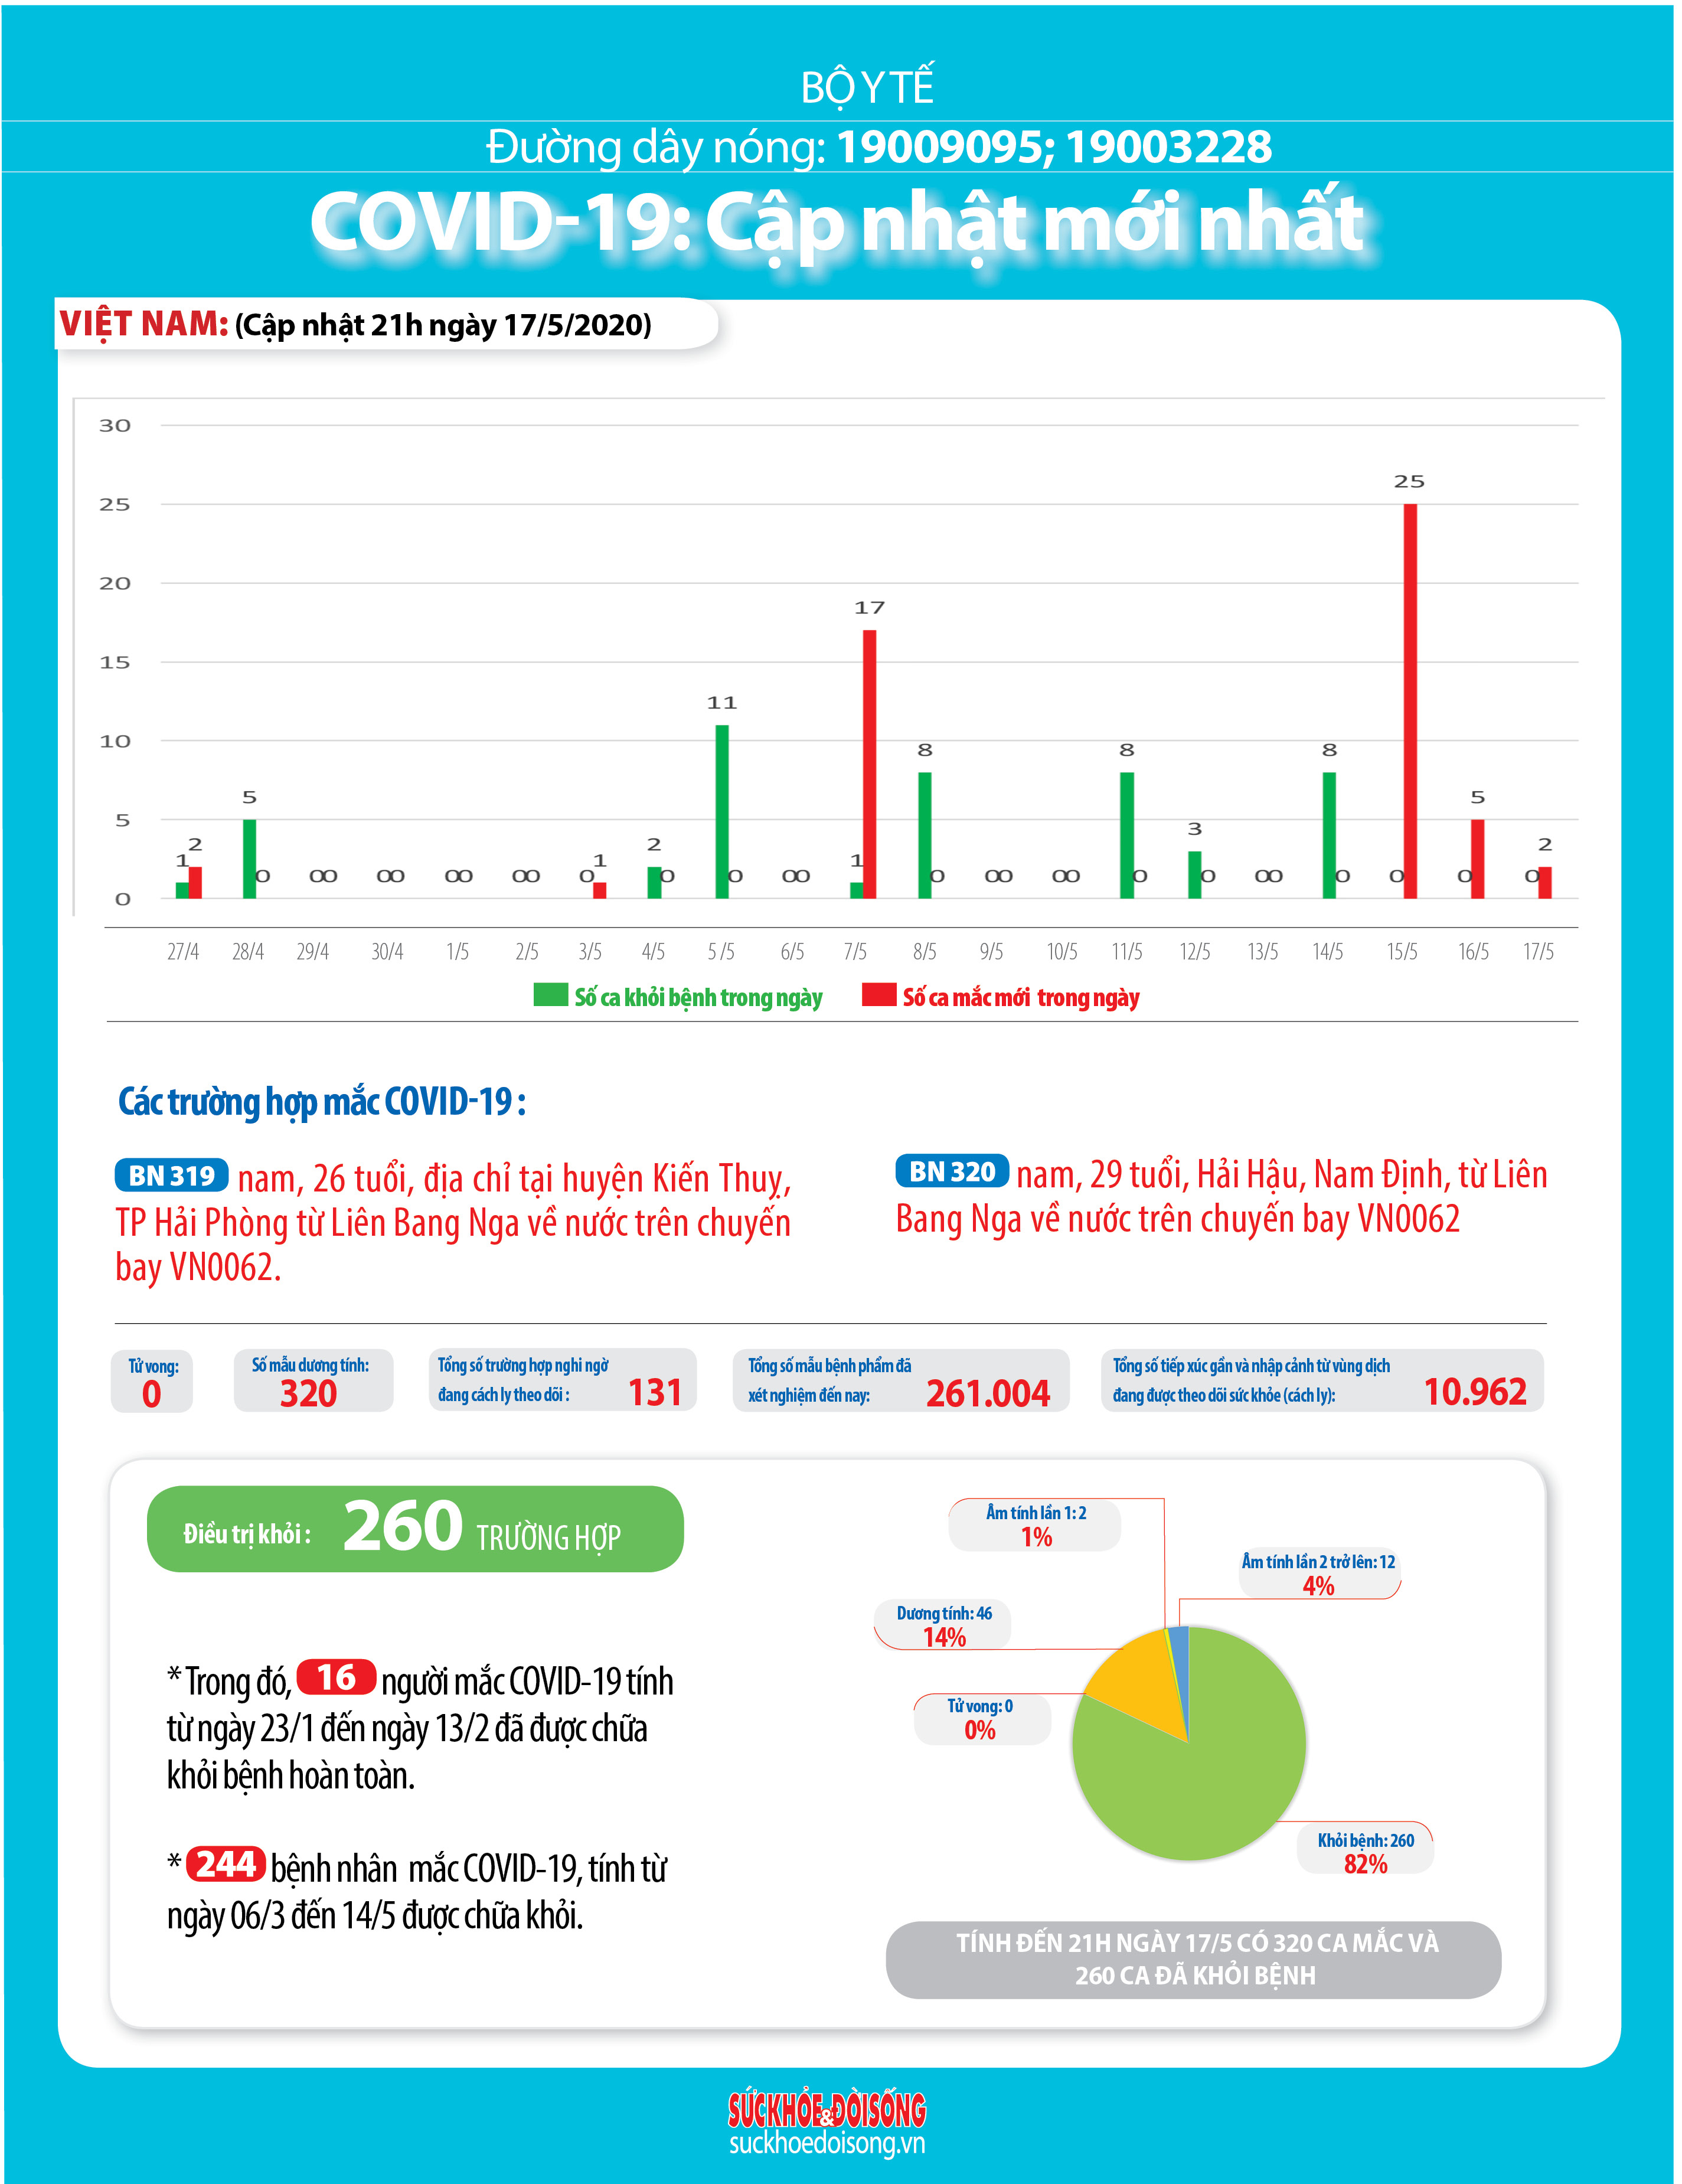 BỘ Y TẾ
Đường dây nóng: 19009095; 19003228
COVID-19: Cập nhật mới nhất
VIỆT NAM: (Cập nhật 21h ngày 17/5/2020)
30
25
20
15
10
5
0
1 2
5 0
0 0
0 0
0 0
0 0
0 1
2 0
11 0
0 0
1 17
8 0
0 0
0 0
8 0
3 0
0 0
8 0
0 25
0 5
0 2
27/4 28/4 29/4 30/4 1/5 2/5 3/5 4/5 5 /5 6/5 7/5 8/5 9/5 10/5 11/5 12/5 13/5 14/5 15/5 16/5 17/5
Số ca khỏi bệnh trong ngày
Số ca mắc mới trong ngày
Các trường hợp mắc COVID-19 :
BN 319 nam, 26 tuổi, địa chỉ tại huyện Kiến Thuỵ,
TP Hải Phòng từ Liên Bang Nga về nước trên chuyến
bay VN0062.
BN 320 nam, 29 tuổi, Hải Hậu, Nam Định, từ Liên
Bang Nga về nước trên chuyến bay VN0062
Tử vong:
0
Số mẫu dương tính:
320
Tổng số trường hợp nghi ngờ
đang cách ly theo dõi : 131
Tổng số mẫu bệnh phẩm đã
xét nghiệm đến nay: 261.004
Tổng số tiếp xúc gần và nhập cảnh từ vùng dịch
đang được theo dõi sức khỏe (cách ly): 10.962
Điều trị khỏi : 260 TRƯỜNG HỢP
* Trong đó, 16 người mắc COVID-19 tính
từ ngày 23/1 đến ngày 13/2 đã được chữa
khỏi bệnh hoàn toàn.
* 244 bệnh nhân mắc COVID-19, tính từ
ngày 06/3 đến 14/5 được chữa khỏi.
Âm tính lần 1: 2
1%
Âm tính lần 2 trở lên: 12
4%
Dương tính: 46
14%
Tử vong: 0
0%
Khỏi bệnh: 260
82%
TÍNH ĐẾN 21H NGÀY 17/5 CÓ 320 CA MẮC VÀ
260 CA ĐÃ KHỎI BỆNH
SỨCKHỎE&ĐỜISỐNG
suckhoedoisong.vn